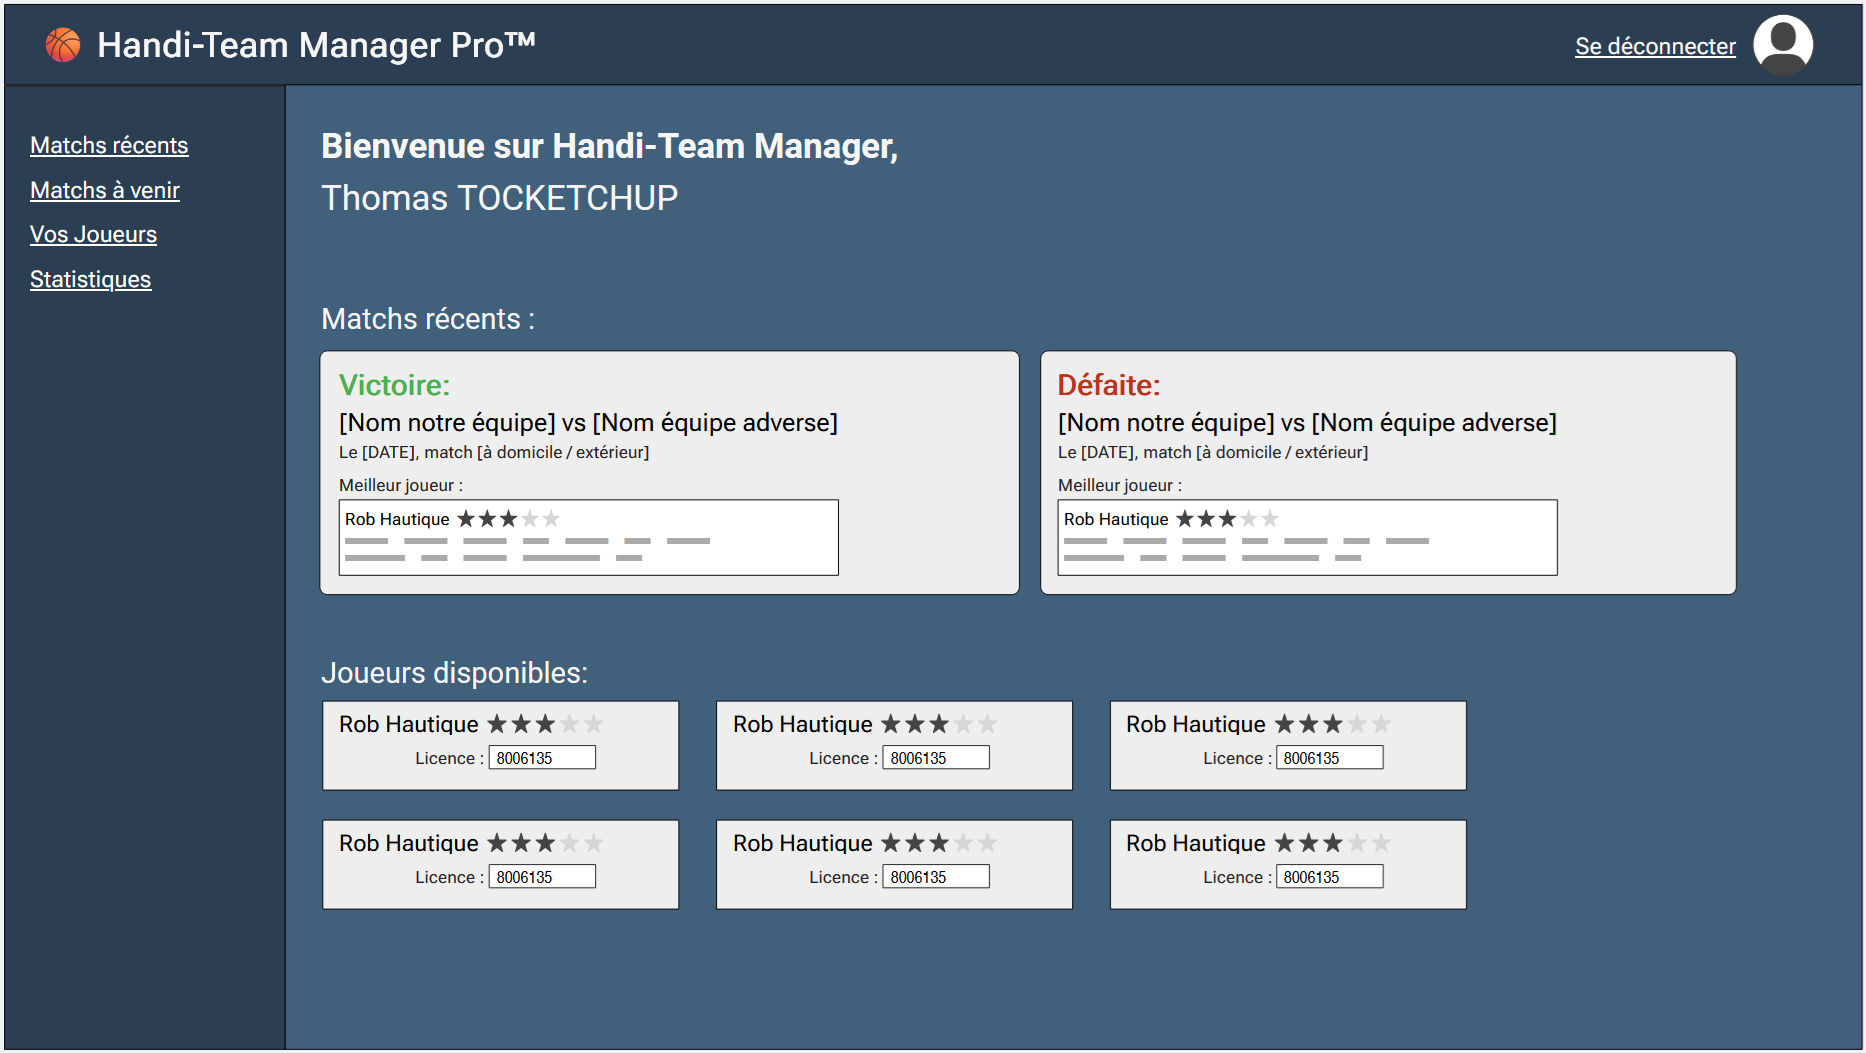 Handi-Team Manager Pro™
Se déconnecter
Matchs récents
Matchs à venir
Vos Joueurs
Statistiques
Bienvenue sur Handi-Team Manager,
Thomas TOCKETCHUP
Matchs récents :
Victoire:
[Nom notre équipe] vs [Nom équipe adverse]
Le [DATE], match [à domicile / extérieur]
Meilleur joueur :
Rob Hautique ★★★★★
Défaite:
[Nom notre équipe] vs [Nom équipe adverse]
Le [DATE], match [à domicile / extérieur]
Meilleur joueur :
Rob Hautique ★★★★★
Joueurs disponibles:
Rob Hautique ★★★★★
Licence : 8006135
Rob Hautique ★★★★★
Licence : 8006135
Rob Hautique ★★★★★
Licence : 8006135
Rob Hautique ★★★★★
Licence : 8006135
Rob Hautique ★★★★★
Licence : 8006135
Rob Hautique ★★★★★
Licence : 8006135